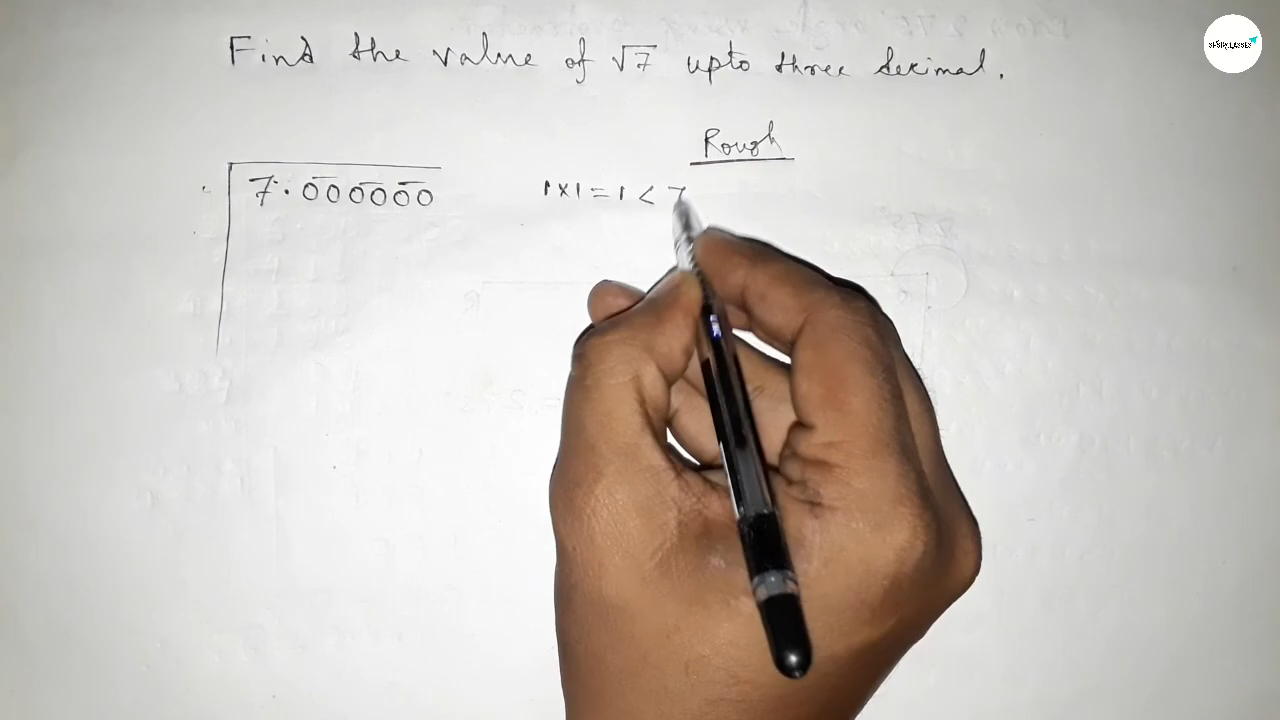 Find the value of √7 upto three decimal.
Rough
7.000000
1×1=1<7